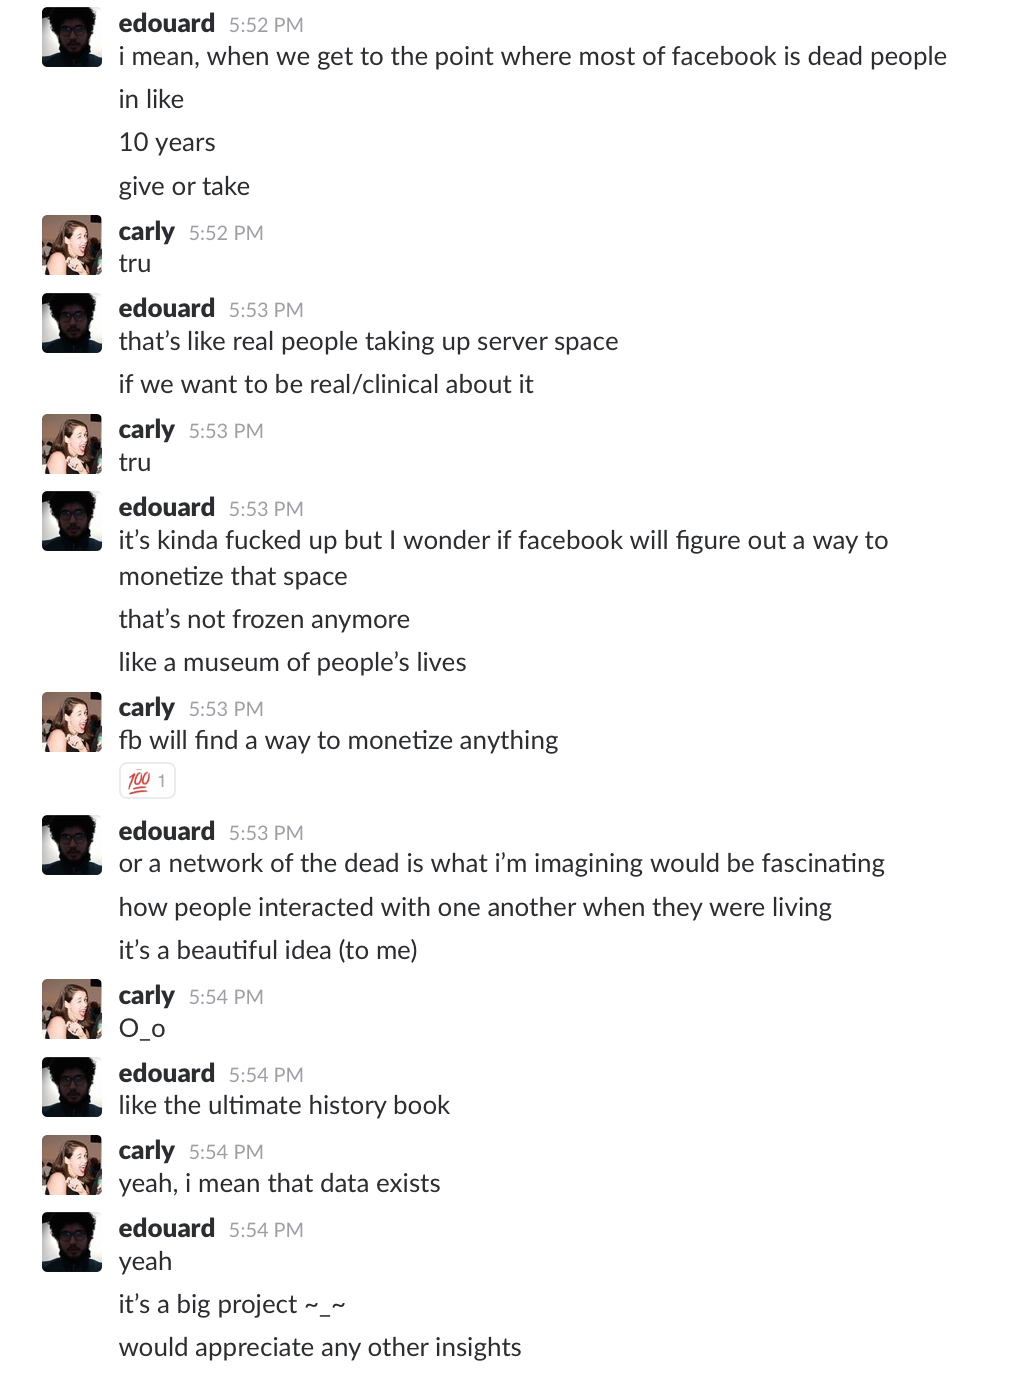 edouard 5:52 PM
i mean, when we get to the point where most of facebook is dead people
in like
10 years
give or take
carly 5:52 PM
tru
edouard 5:53 PM
that’s like real people taking up server space
if we want to be real/clinical about it
carly 5:53 PM
tru
edouard 5:53 PM
it’s kinda fucked up but I wonder if facebook will figure out a way to
monetize that space
that’s not frozen anymore
like a museum of people’s lives
carly 5:53 PM
fb will find a way to monetize anything
💯 1
edouard 5:53 PM
or a network of the dead is what i’m imagining would be fascinating
how people interacted with one another when they were living
it’s a beautiful idea (to me)
carly 5:54 PM
O_o
edouard 5:54 PM
like the ultimate history book
carly 5:54 PM
yeah, i mean that data exists
edouard 5:54 PM
yeah
it’s a big project ~_~
would appreciate any other insights